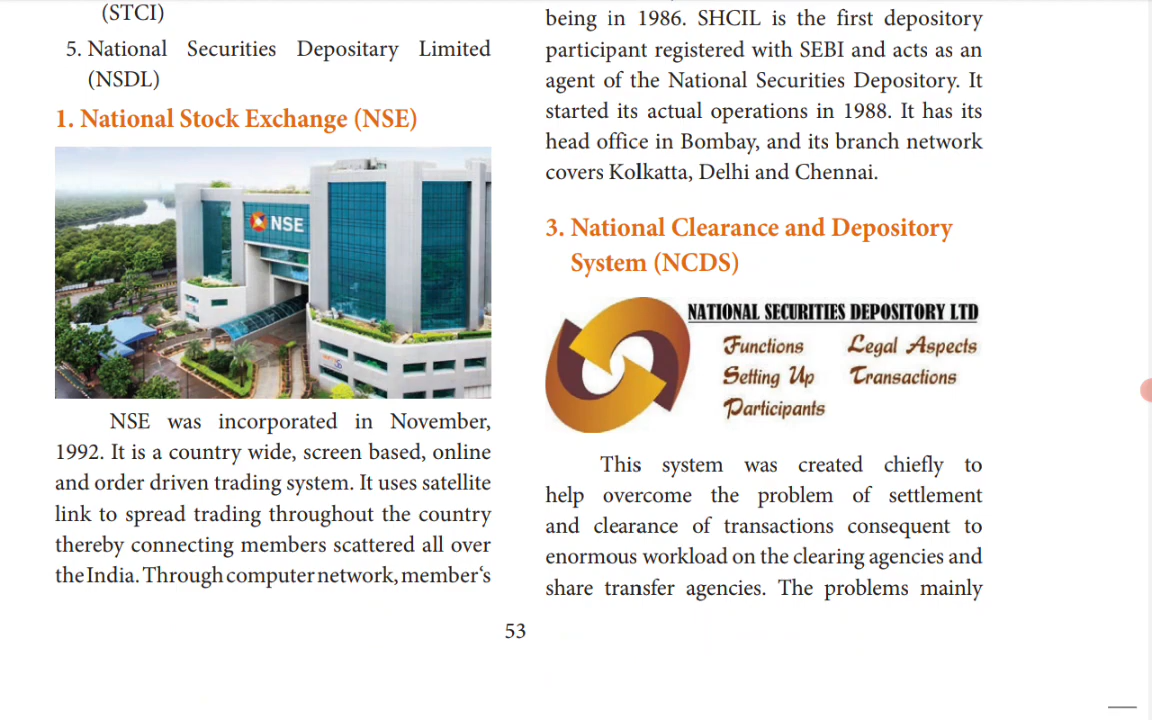 (STCI)
5. National Securities Depositary Limited
(NSDL)
1. National Stock Exchange (NSE)
NSE
NSE was incorporated in November,
1992. It is a country wide, screen based, online
and order driven trading system. It uses satellite
link to spread trading throughout the country
thereby connecting members scattered all over
the India. Through computer network, member‘s
being in 1986. SHCIL is the first depository
participant registered with SEBI and acts as an
agent of the National Securities Depository. It
started its actual operations in 1988. It has its
head office in Bombay, and its branch network
covers Kolkatta, Delhi and Chennai.
3. National Clearance and Depository
System (NCDS)
NATIONAL SECURITIES DEPOSITORY LTD
Functions Legal Aspects
Setting Up Transactions
Participants
This system was created chiefly to
help overcome the problem of settlement
and clearance of transactions consequent to
enormous workload on the clearing agencies and
share transfer agencies. The problems mainly
53